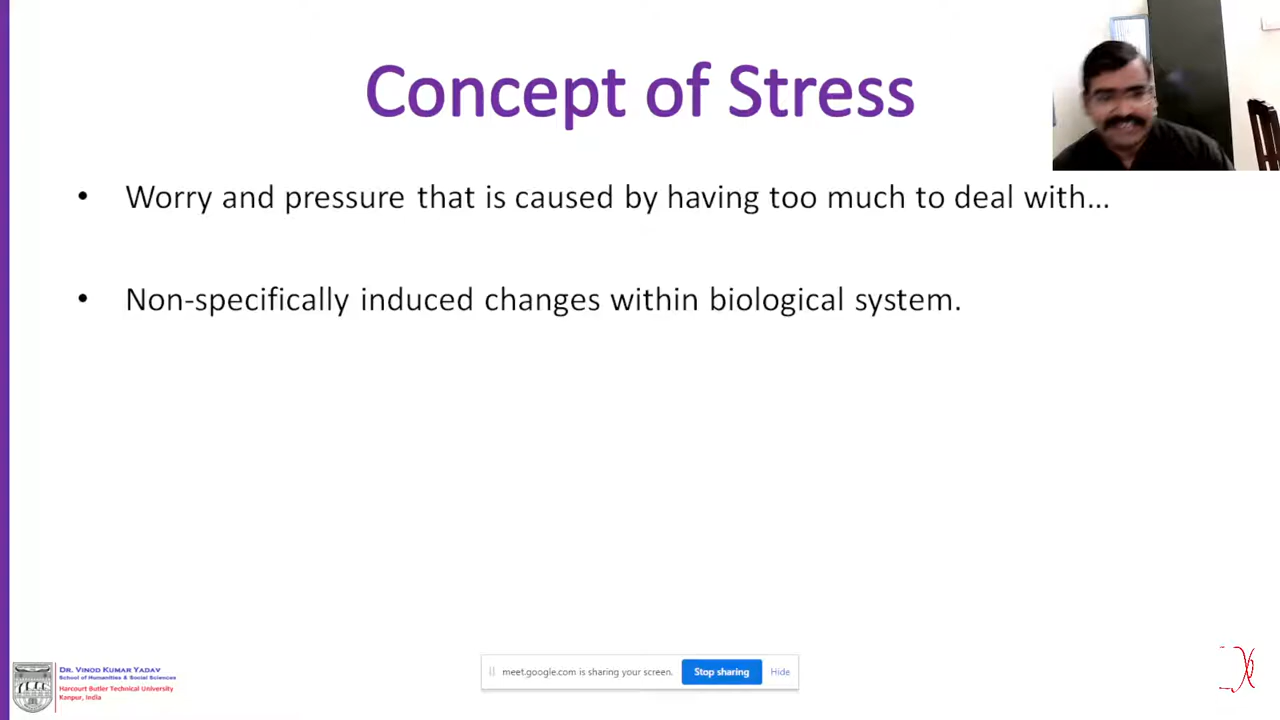 Concept of Stress
• Worry and pressure that is caused by having too much to deal with...
• Non-specifically induced changes within biological system.
DR. VINOD KUMAR YADAV
School of Humanities & Social Sciences
Harcourt Butler Technical University
Kanpur, India
meet.google.com is sharing your screen. Stop sharing Hide